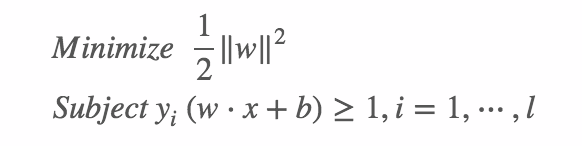 Minimize 1/2 ||w||²
Subject yᵢ (w · x + b) ≥ 1, i = 1, ⋯ , l